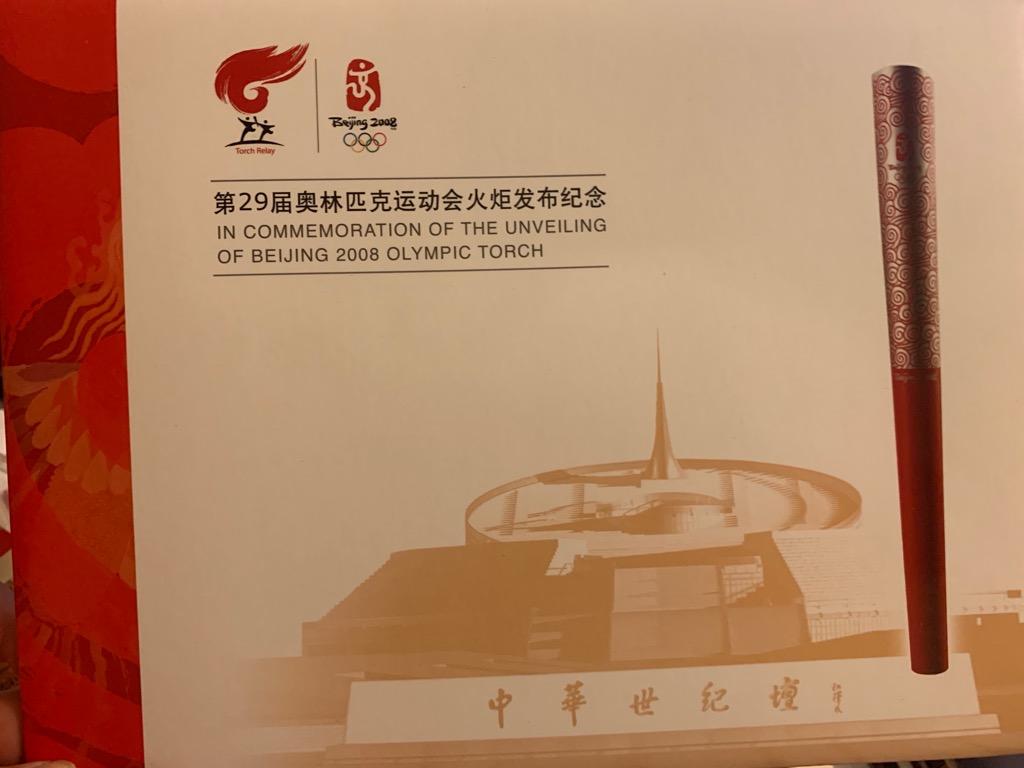 Torch Relay
Beijing 2008
第29届奥林匹克运动会火炬发布纪念
IN COMMEMORATION OF THE UNVEILING
OF BEIJING 2008 OLYMPIC TORCH
中華世纪壇